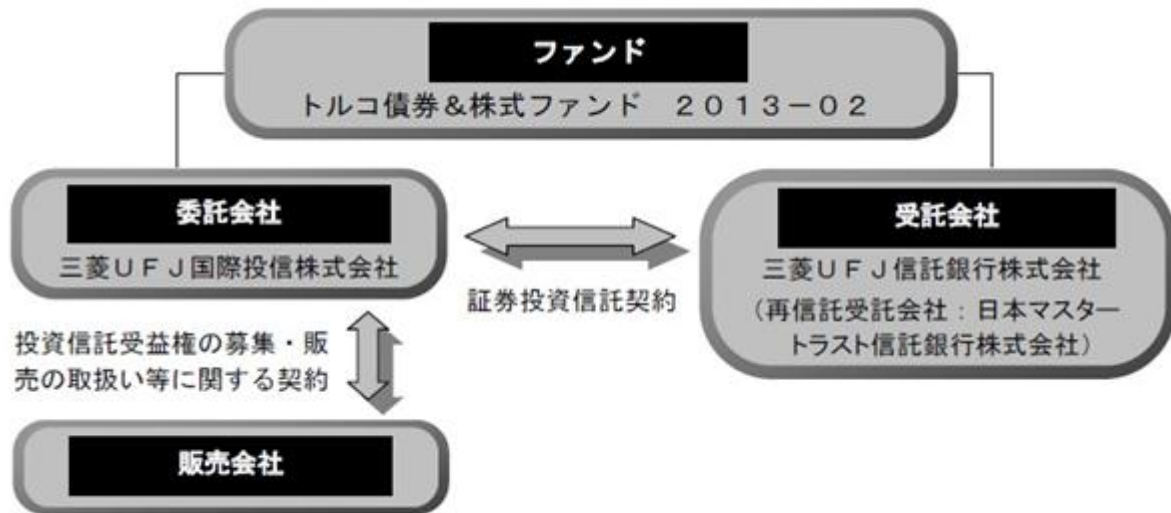 ファンド
トルコ債券＆株式ファンド　２０１３－０２
委託会社
三菱ＵＦＪ国際投信株式会社
受託会社
三菱ＵＦＪ信託銀行株式会社
（再信託受託会社：日本マスター
トラスト信託銀行株式会社）
証券投資信託契約
投資信託受益権の募集・販
売の取扱い等に関する契約
販売会社